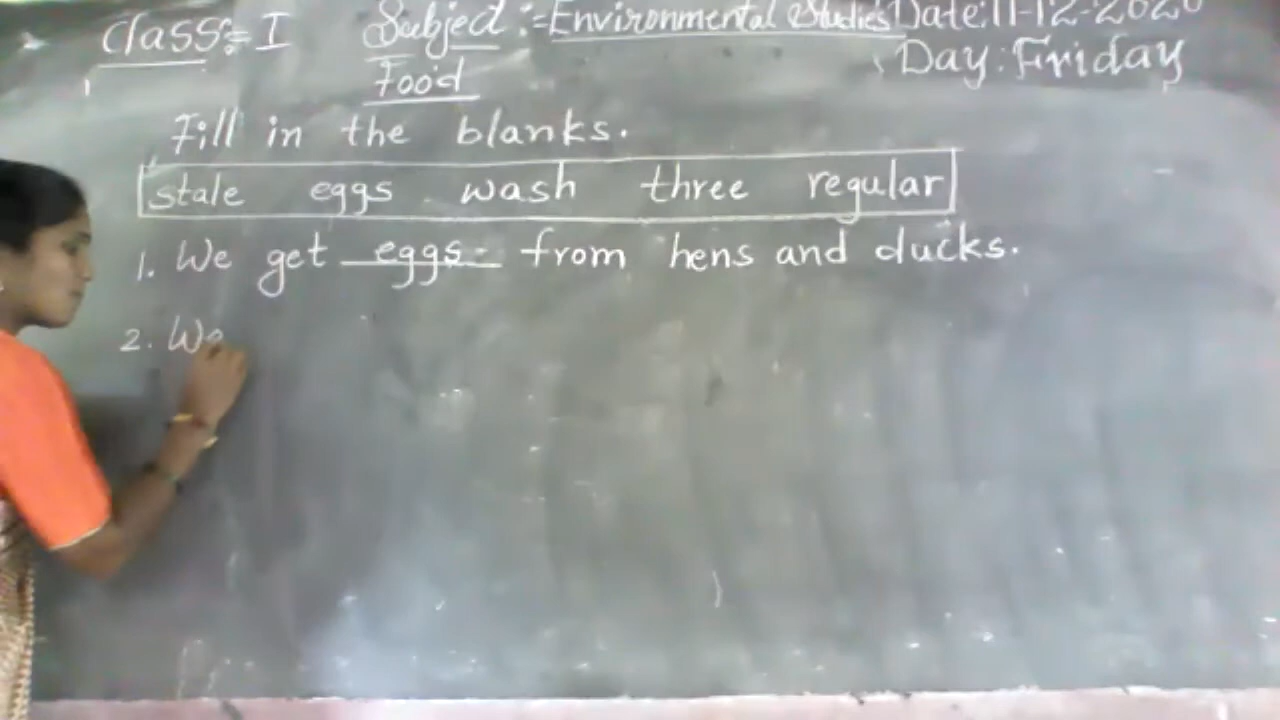 Class:= I Subject:= Environmental Studies Date:11-12-2020
Food Day: Friday
Fill in the blanks.
stale eggs wash three regular
1. We get eggs from hens and ducks.
2. We